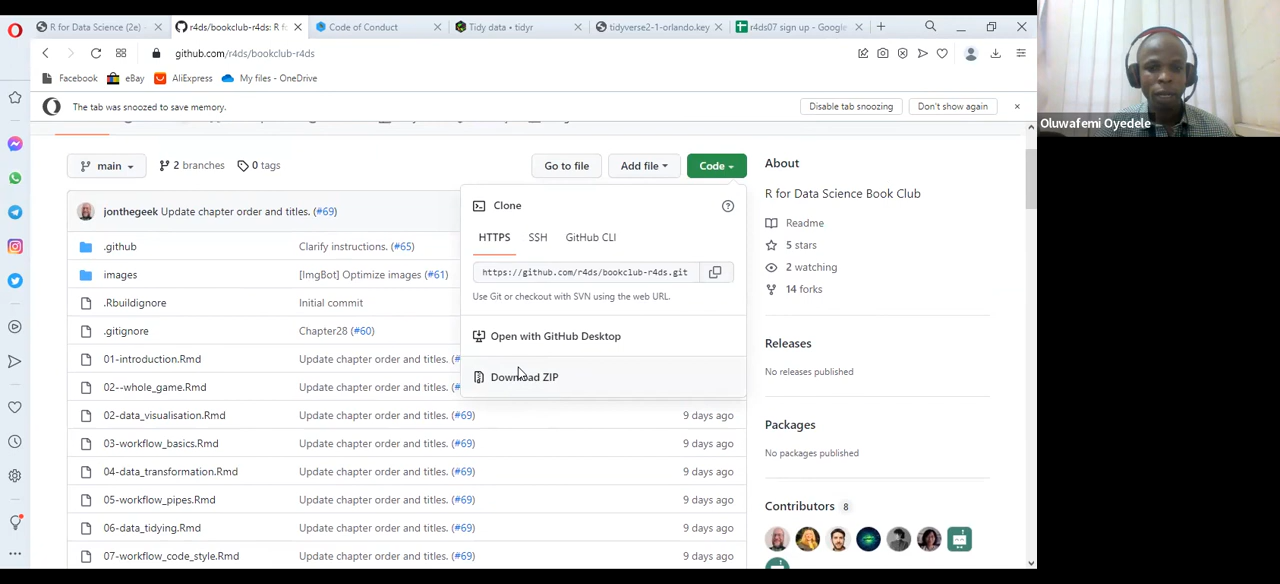 R for Data Science (2e)
r4ds/bookclub-r4ds: R f
Code of Conduct
Tidy data • tidyr
tidyverse2-1-orlando.key
r4ds07 sign up - Google
github.com/r4ds/bookclub-r4ds
Facebook
eBay
AliExpress
My files - OneDrive
The tab was snoozed to save memory.
Disable tab snoozing
Don't show again
Oluwafemi Oyedele
main
2 branches
0 tags
Go to file
Add file
Code
About
R for Data Science Book Club
Readme
5 stars
2 watching
14 forks
Releases
No releases published
Packages
No packages published
Contributors 8
Clone
HTTPS
SSH
GitHub CLI
https://github.com/r4ds/bookclub-r4ds.git
Use Git or checkout with SVN using the web URL.
Open with GitHub Desktop
Download ZIP
jonthegeek Update chapter order and titles. (#69)
.github Clarify instructions. (#65)
images [ImgBot] Optimize images (#61)
.Rbuildignore Initial commit
.gitignore Chapter28 (#60)
01-introduction.Rmd Update chapter order and titles.
02--whole_game.Rmd Update chapter order and titles.
02-data_visualisation.Rmd Update chapter order and titles. (#69) 9 days ago
03-workflow_basics.Rmd Update chapter order and titles. (#69) 9 days ago
04-data_transformation.Rmd Update chapter order and titles. (#69) 9 days ago
05-workflow_pipes.Rmd Update chapter order and titles. (#69) 9 days ago
06-data_tidying.Rmd Update chapter order and titles. (#69) 9 days ago
07-workflow_code_style.Rmd Update chapter order and titles. (#69) 9 days ago